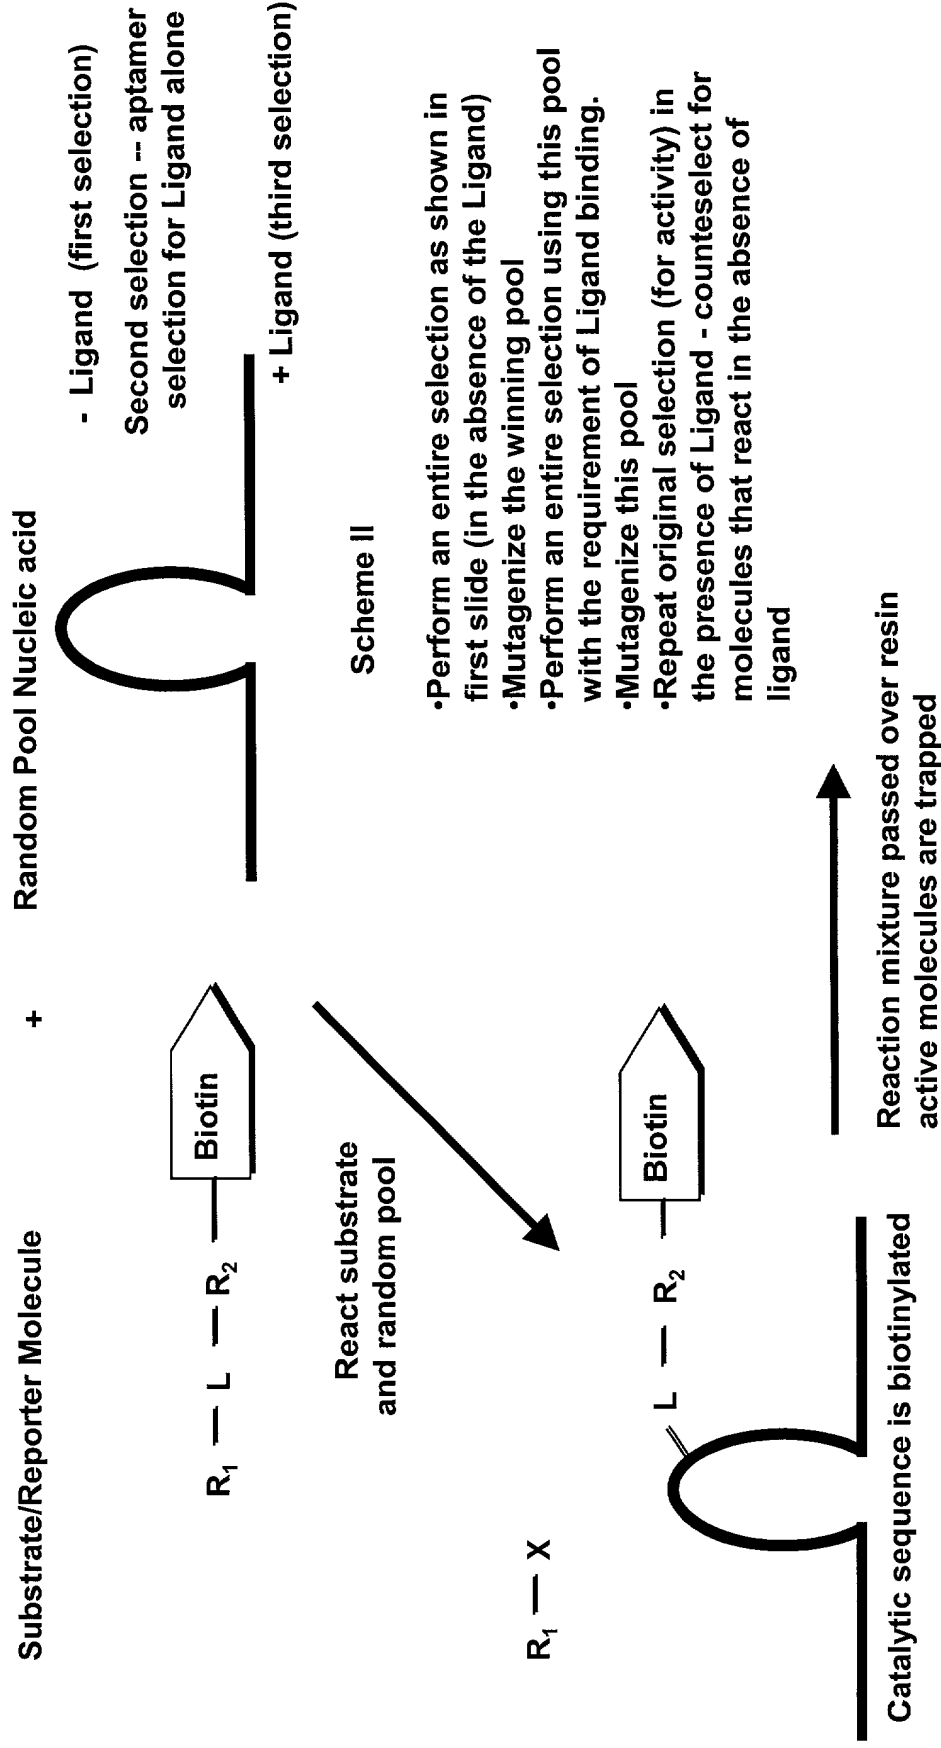 Substrate/Reporter Molecule + Random Pool Nucleic acid
- Ligand (first selection)
Second selection -- aptamer
selection for Ligand alone
+ Ligand (third selection)
R1 — L — R2 — Biotin
React substrate
and random pool
Scheme II
•Perform an entire selection as shown in
first slide (in the absence of the Ligand)
•Mutagenize the winning pool
•Perform an entire selection using this pool
with the requirement of Ligand binding.
•Mutagenize this pool
•Repeat original selection (for activity) in
the presence of Ligand - counteselect for
molecules that react in the absence of
ligand
R1 — X
L — R2 — Biotin
Catalytic sequence is biotinylated
Reaction mixture passed over resin
active molecules are trapped